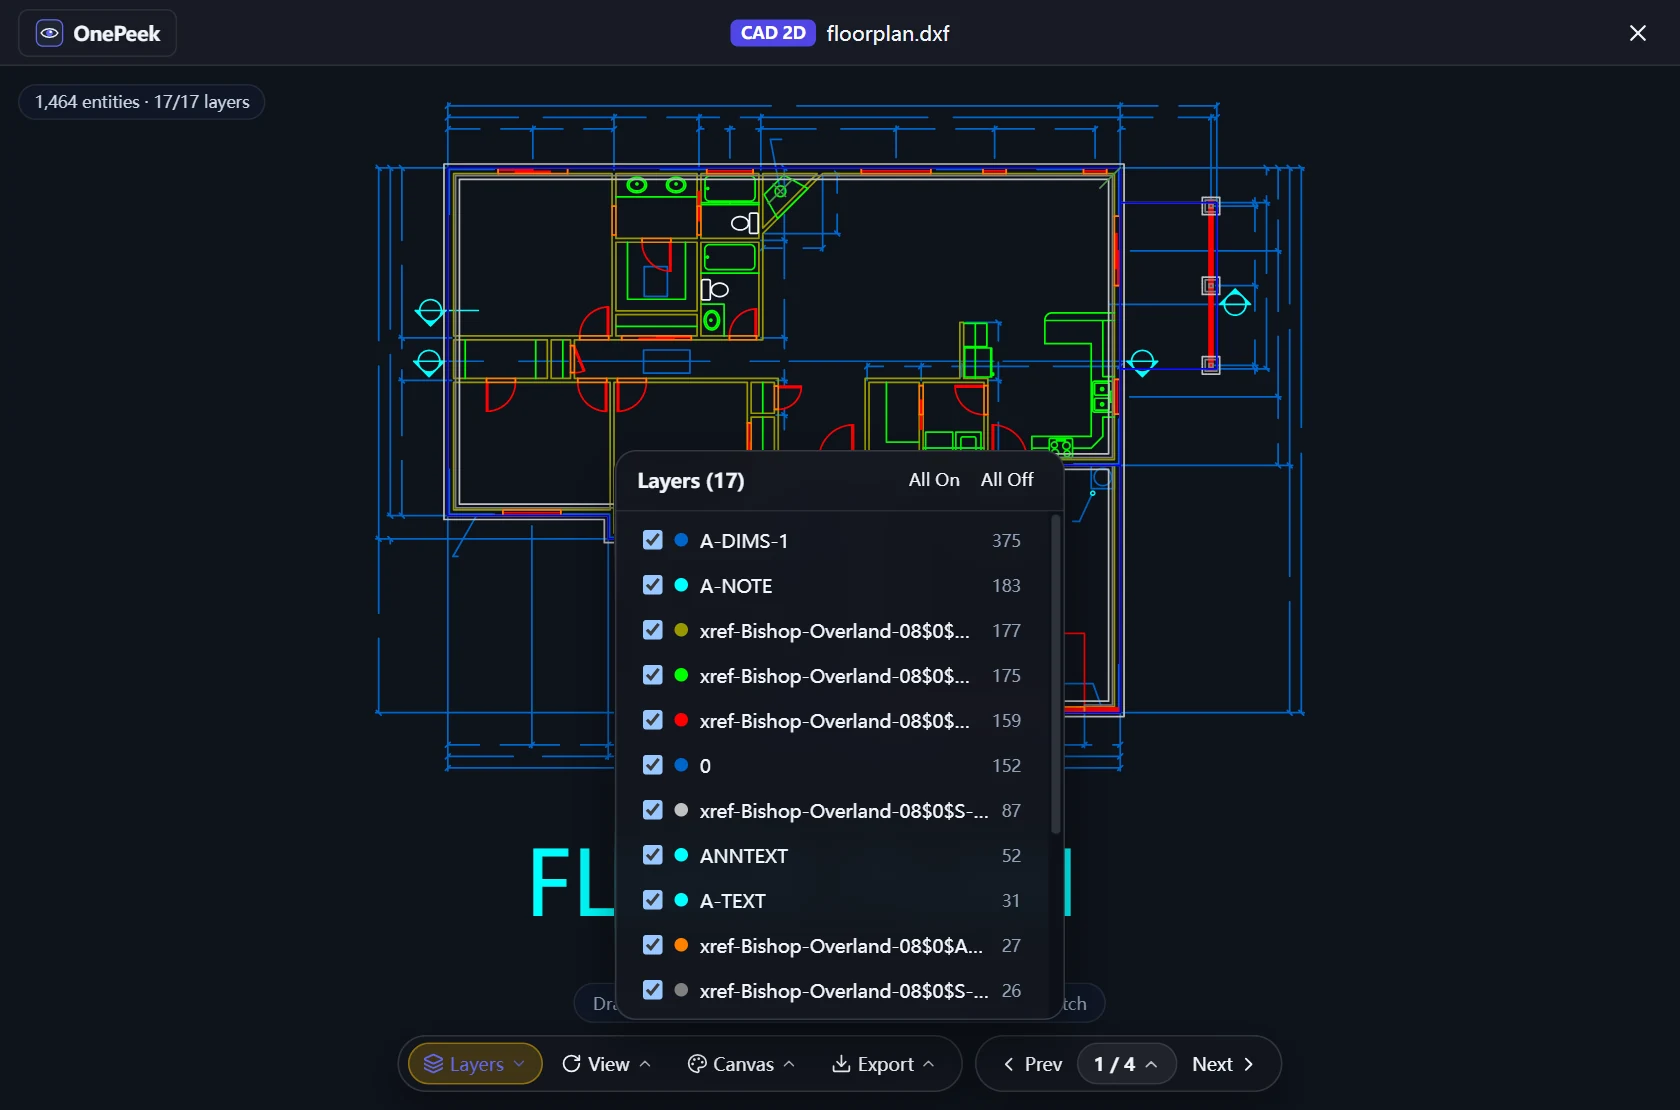 OnePeek
CAD 2D floorplan.dxf
1,464 entities · 17/17 layers
Layers (17) All On All Off
A-DIMS-1 375
A-NOTE 183
xref-Bishop-Overland-08$0$... 177
xref-Bishop-Overland-08$0$... 175
xref-Bishop-Overland-08$0$... 159
0 152
xref-Bishop-Overland-08$0$S-... 87
ANNTEXT 52
FL
A-TEXT 31
xref-Bishop-Overland-08$0$A... 27
xref-Bishop-Overland-08$0$S-... 26
Layers View Canvas Export Prev 1 / 4 Next